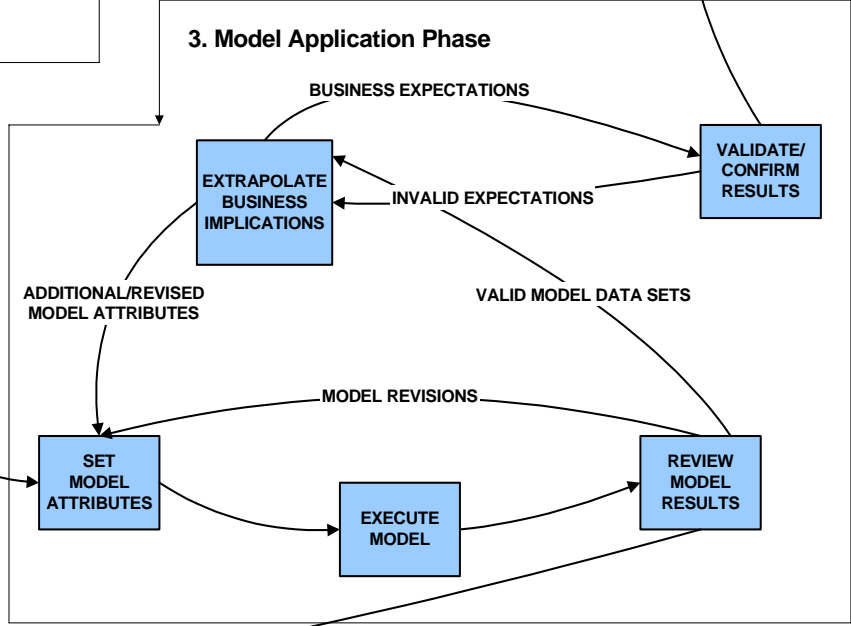 3. Model Application Phase
BUSINESS EXPECTATIONS
VALIDATE/
CONFIRM
RESULTS
EXTRAPOLATE
BUSINESS
IMPLICATIONS
INVALID EXPECTATIONS
ADDITIONAL/REVISED
MODEL ATTRIBUTES
VALID MODEL DATA SETS
MODEL REVISIONS
SET
MODEL
ATTRIBUTES
EXECUTE
MODEL
REVIEW
MODEL
RESULTS